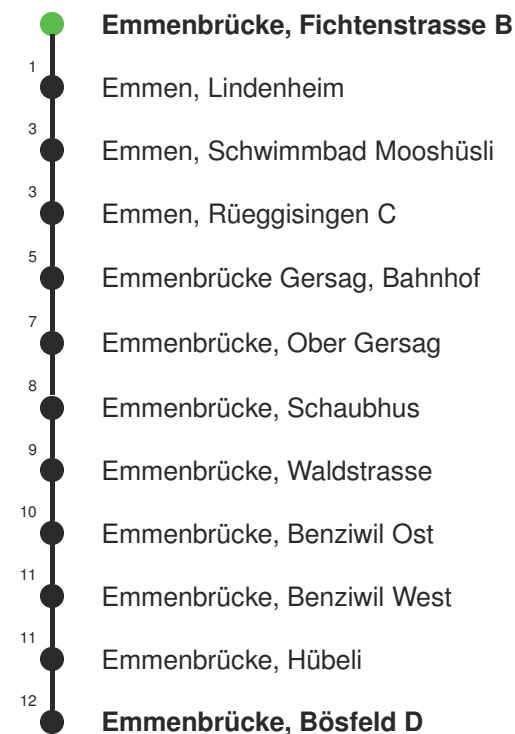 Emmenbrücke, Fichtenstrasse B
1
Emmen, Lindenheim
3
Emmen, Schwimmbad Mooshüsli
3
Emmen, Rüeggisingen C
5
Emmenbrücke Gersag, Bahnhof
7
Emmenbrücke, Ober Gersag
8
Emmenbrücke, Schaubhus
9
Emmenbrücke, Waldstrasse
10
Emmenbrücke, Benziwil Ost
11
Emmenbrücke, Benziwil West
11
Emmenbrücke, Hübeli
12
Emmenbrücke, Bösfeld D